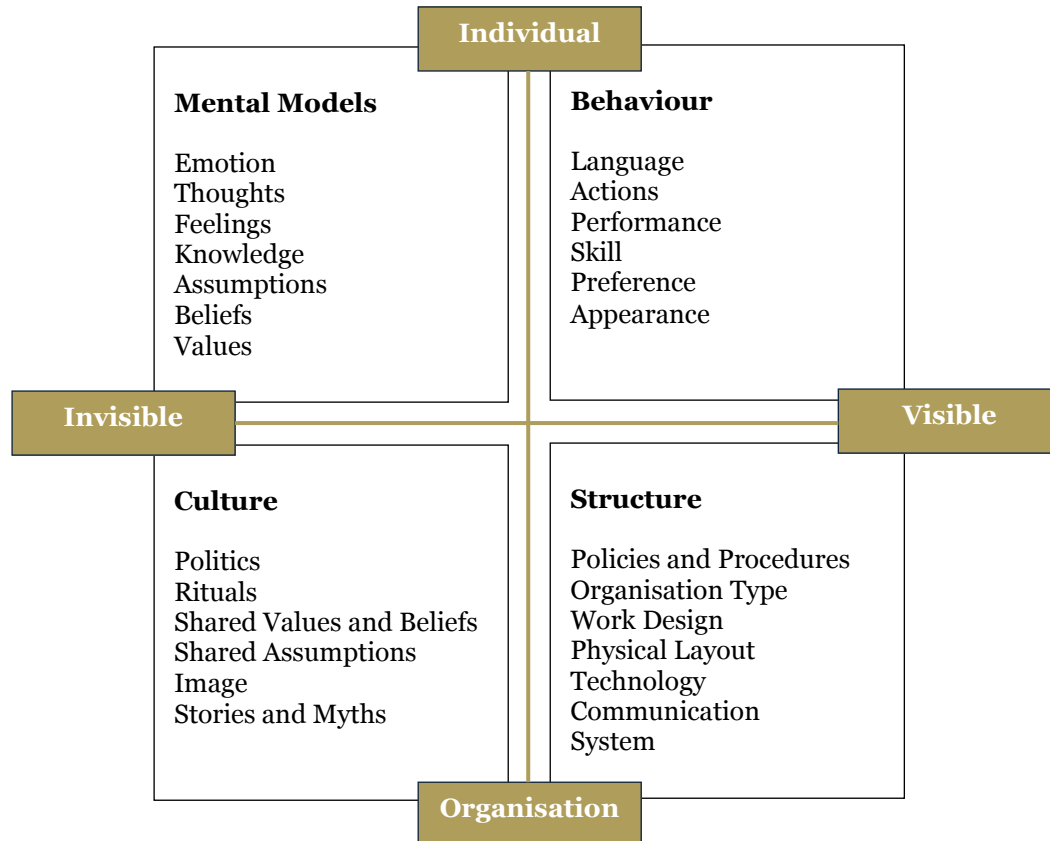 Individual
Mental Models
Emotion
Thoughts
Feelings
Knowledge
Assumptions
Beliefs
Values
Behaviour
Language
Actions
Performance
Skill
Preference
Appearance
Invisible
Visible
Culture
Politics
Rituals
Shared Values and Beliefs
Shared Assumptions
Image
Stories and Myths
Structure
Policies and Procedures
Organisation Type
Work Design
Physical Layout
Technology
Communication
System
Organisation